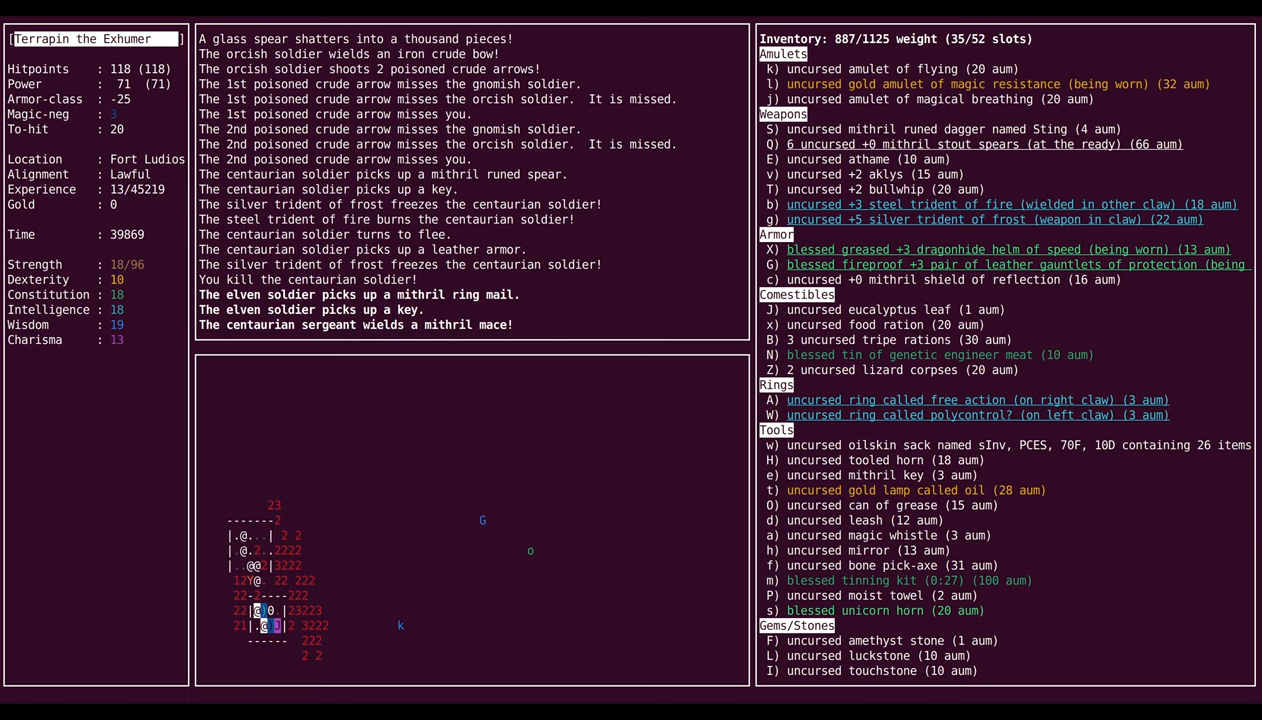 [Terrapin the Exhumer ]
Hitpoints : 118 (118)
Power : 71 (71)
Armor-class : -25
Magic-neg : 3
To-hit : 20
Location : Fort Ludios
Alignment : Lawful
Experience : 13/45219
Gold : 0
Time : 39869
Strength : 18/96
Dexterity : 10
Constitution : 18
Intelligence : 18
Wisdom : 19
Charisma : 13
A glass spear shatters into a thousand pieces!
The orcish soldier wields an iron crude bow!
The orcish soldier shoots 2 poisoned crude arrows!
The 1st poisoned crude arrow misses the gnomish soldier.
The 1st poisoned crude arrow misses the orcish soldier. It is missed.
The 1st poisoned crude arrow misses you.
The 2nd poisoned crude arrow misses the gnomish soldier.
The 2nd poisoned crude arrow misses the orcish soldier. It is missed.
The 2nd poisoned crude arrow misses you.
The centaurian soldier picks up a mithril runed spear.
The centaurian soldier picks up a key.
The silver trident of frost freezes the centaurian soldier!
The steel trident of fire burns the centaurian soldier!
The centaurian soldier turns to flee.
The centaurian soldier picks up a leather armor.
The silver trident of frost freezes the centaurian soldier!
You kill the centaurian soldier!
The elven soldier picks up a mithril ring mail.
The elven soldier picks up a key.
The centaurian sergeant wields a mithril mace!
23
-------2 G
|.@...| 2 2
|.@.2..2222 o
|..@@2|3222
12Y@. 22 222
22-2----222
22|@)0.|23223
21|.@)J|2 3222 k
------ 222
2 2
Inventory: 887/1125 weight (35/52 slots)
Amulets
k) uncursed amulet of flying (20 aum)
l) uncursed gold amulet of magic resistance (being worn) (32 aum)
j) uncursed amulet of magical breathing (20 aum)
Weapons
S) uncursed mithril runed dagger named Sting (4 aum)
Q) 6 uncursed +0 mithril stout spears (at the ready) (66 aum)
E) uncursed athame (10 aum)
v) uncursed +2 aklys (15 aum)
T) uncursed +2 bullwhip (20 aum)
b) uncursed +3 steel trident of fire (wielded in other claw) (18 aum)
g) uncursed +5 silver trident of frost (weapon in claw) (22 aum)
Armor
X) blessed greased +3 dragonhide helm of speed (being worn) (13 aum)
G) blessed fireproof +3 pair of leather gauntlets of protection (being
c) uncursed +0 mithril shield of reflection (16 aum)
Comestibles
J) uncursed eucalyptus leaf (1 aum)
x) uncursed food ration (20 aum)
B) 3 uncursed tripe rations (30 aum)
N) blessed tin of genetic engineer meat (10 aum)
Z) 2 uncursed lizard corpses (20 aum)
Rings
A) uncursed ring called free action (on right claw) (3 aum)
W) uncursed ring called polycontrol? (on left claw) (3 aum)
Tools
w) uncursed oilskin sack named sInv, PCES, 70F, 10D containing 26 items
H) uncursed tooled horn (18 aum)
e) uncursed mithril key (3 aum)
t) uncursed gold lamp called oil (28 aum)
O) uncursed can of grease (15 aum)
d) uncursed leash (12 aum)
a) uncursed magic whistle (3 aum)
h) uncursed mirror (13 aum)
f) uncursed bone pick-axe (31 aum)
m) blessed tinning kit (0:27) (100 aum)
P) uncursed moist towel (2 aum)
s) blessed unicorn horn (20 aum)
Gems/Stones
F) uncursed amethyst stone (1 aum)
L) uncursed luckstone (10 aum)
I) uncursed touchstone (10 aum)